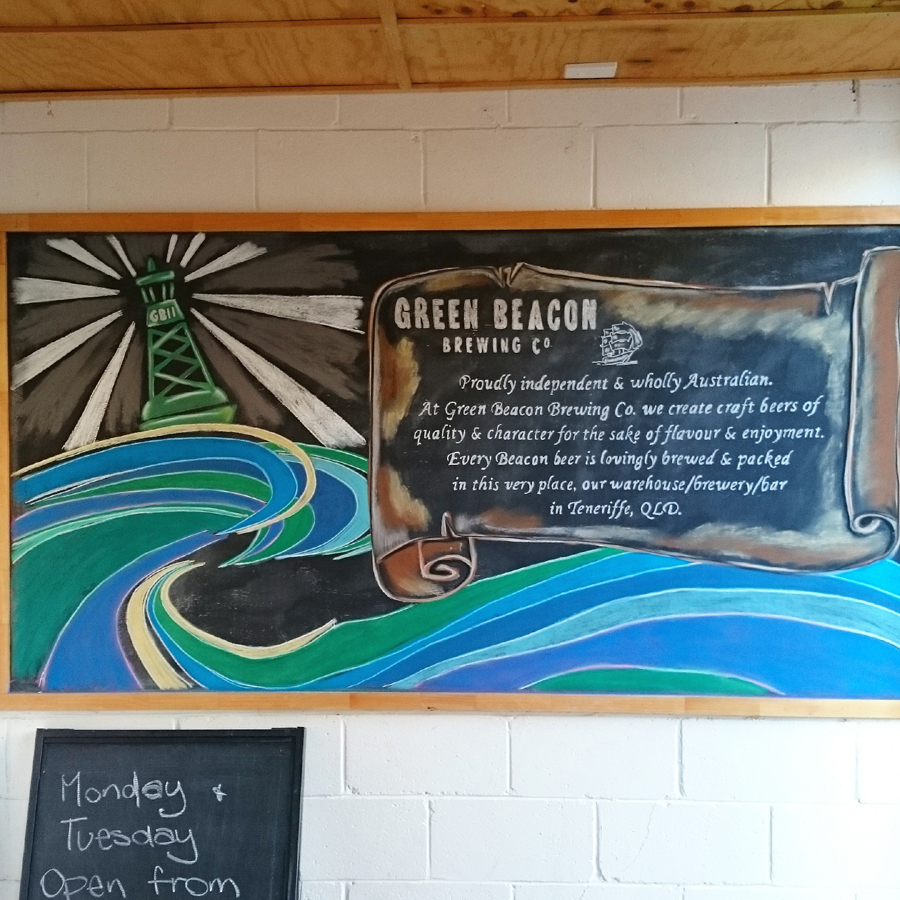 GB11
GREEN BEACON
BREWING CO
Proudly independent & wholly Australian.
At Green Beacon Brewing Co. we create craft beers of
quality & character for the sake of flavour & enjoyment.
Every Beacon beer is lovingly brewed & packed
in this very place, our warehouse/brewery/bar
in Teneriffe, QLD.
Monday &
Tuesday
Open from